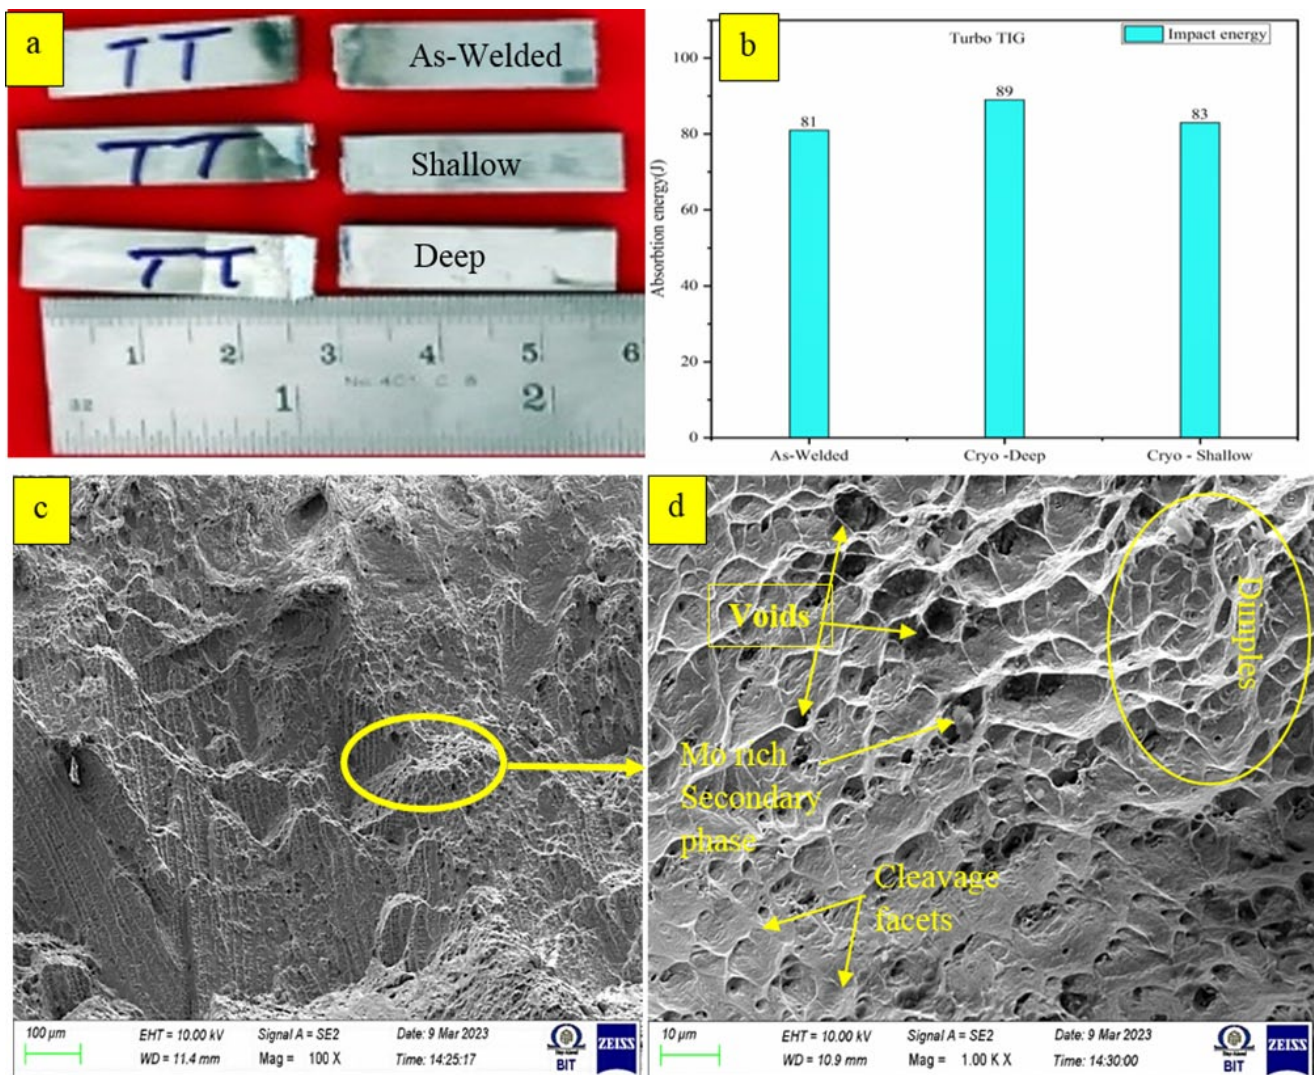 a
TT
As-Welded
TT
Shallow
TT
Deep
1 2 3 4 5 6
No.401 C 8
32
1 2
b
Turbo TIG
Impact energy
Absorbtion energy(J)
100
80
60
40
20
0
81
89
83
As-Welded
Cryo -Deep
Cryo - Shallow
c
100 µm
EHT = 10.00 kV
WD = 11.4 mm
Signal A = SE2
Mag = 100 X
Date: 9 Mar 2023
Time: 14:25:17
BIT
ZEISS
d
Voids
Dimples
Mo rich
Secondary
phase
Cleavage
facets
10 µm
EHT = 10.00 kV
WD = 10.9 mm
Signal A = SE2
Mag = 1.00 K X
Date: 9 Mar 2023
Time: 14:30:00
BIT
ZEISS